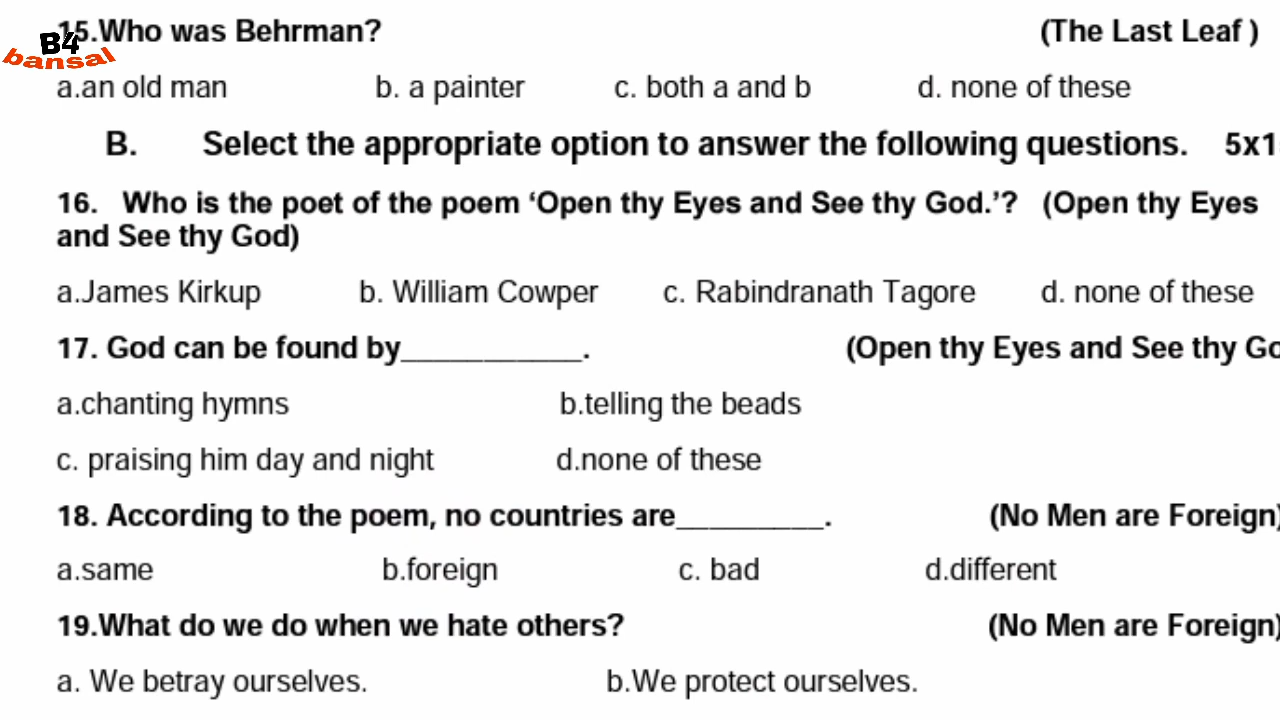 15.Who was Behrman? (The Last Leaf )
B4
bansal
a.an old man b. a painter c. both a and b d. none of these
B. Select the appropriate option to answer the following questions. 5x1
16. Who is the poet of the poem ‘Open thy Eyes and See thy God.’? (Open thy Eyes
and See thy God)
a.James Kirkup b. William Cowper c. Rabindranath Tagore d. none of these
17. God can be found by___________. (Open thy Eyes and See thy Go
a.chanting hymns b.telling the beads
c. praising him day and night d.none of these
18. According to the poem, no countries are_________. (No Men are Foreign)
a.same b.foreign c. bad d.different
19.What do we do when we hate others? (No Men are Foreign)
a. We betray ourselves. b.We protect ourselves.